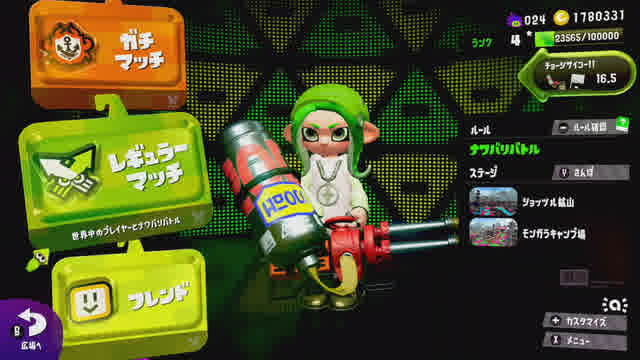 ガチ
マッチ
レギュラー
マッチ
世界中のプレイヤーとナワバリバトル
フレンド
B
広場へ
024
1780331
ランク
4
23565/100000
チョーシサイコー!!
16.5
ルール
ルール確認
ナワバリバトル
ステージ
Y さんぽ
ショッツル鉱山
モンガラキャンプ場
+ カスタマイズ
X メニュー